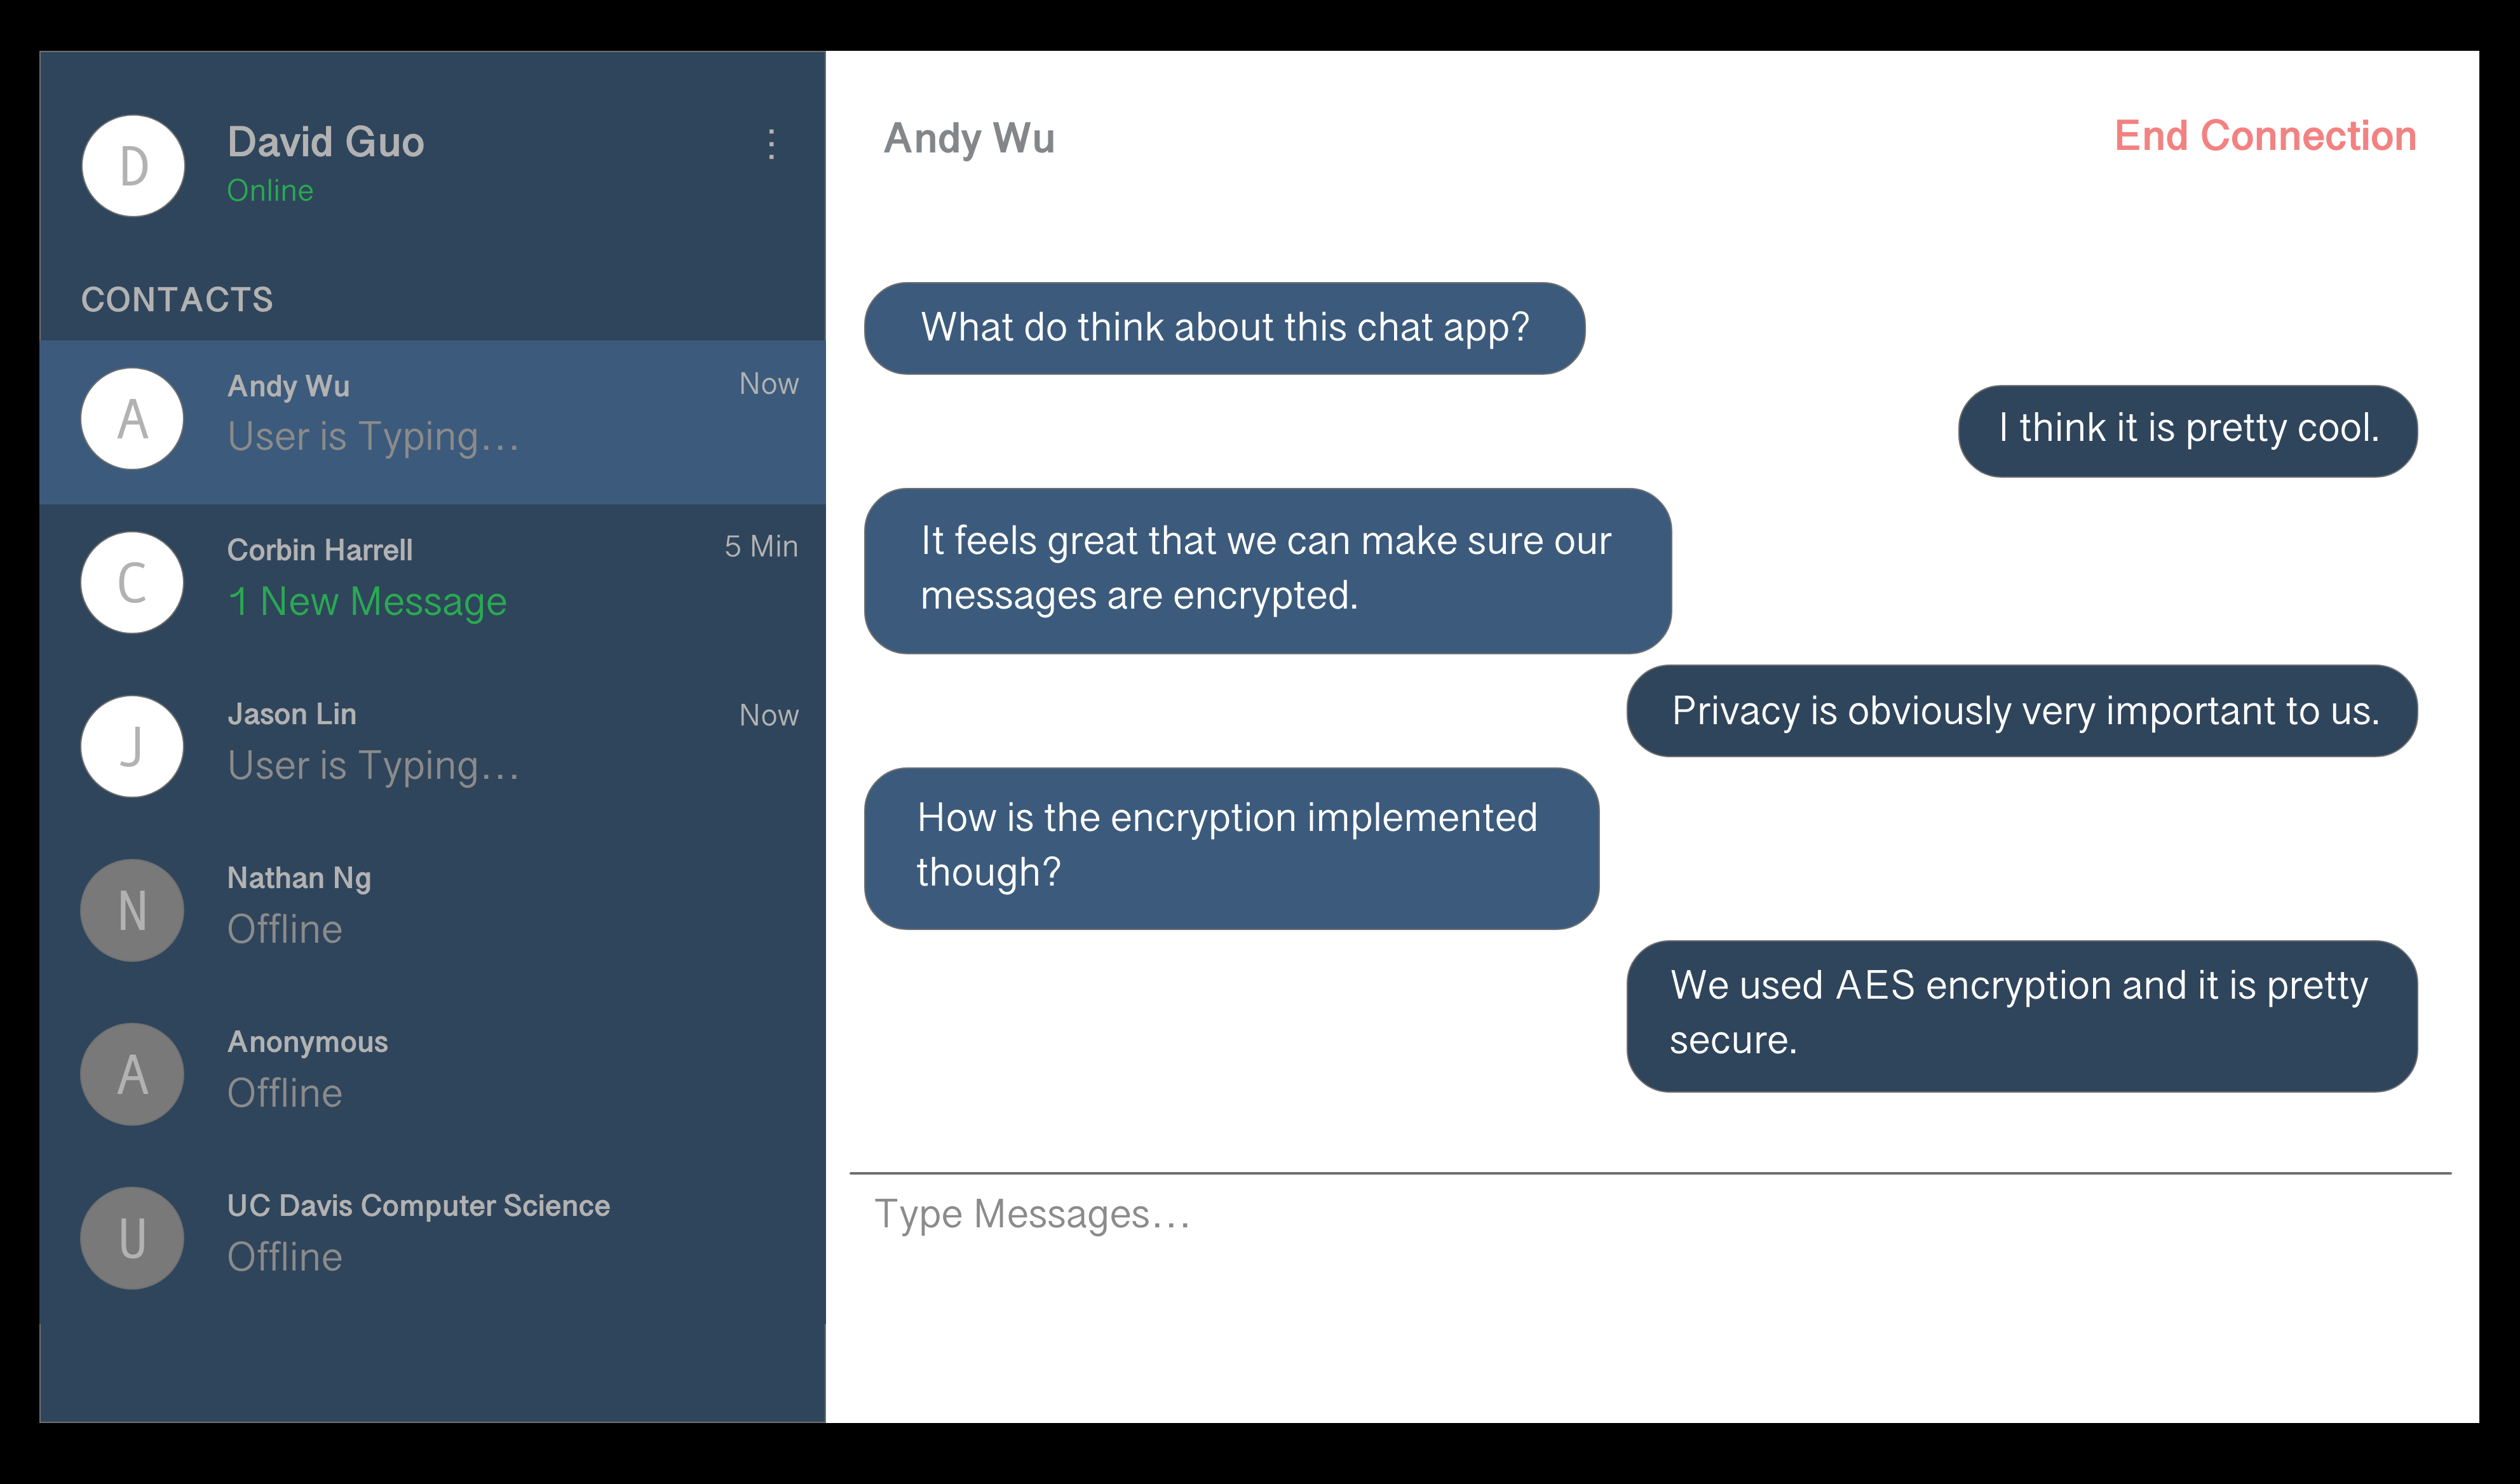 D
David Guo
⋮
Online
CONTACTS
A
Andy Wu
Now
User is Typing...
C
Corbin Harrell
5 Min
1 New Message
J
Jason Lin
Now
User is Typing...
N
Nathan Ng
Offline
A
Anonymous
Offline
U
UC Davis Computer Science
Offline
Andy Wu
End Connection
What do think about this chat app?
I think it is pretty cool.
It feels great that we can make sure our
messages are encrypted.
Privacy is obviously very important to us.
How is the encryption implemented
though?
We used AES encryption and it is pretty
secure.
Type Messages...